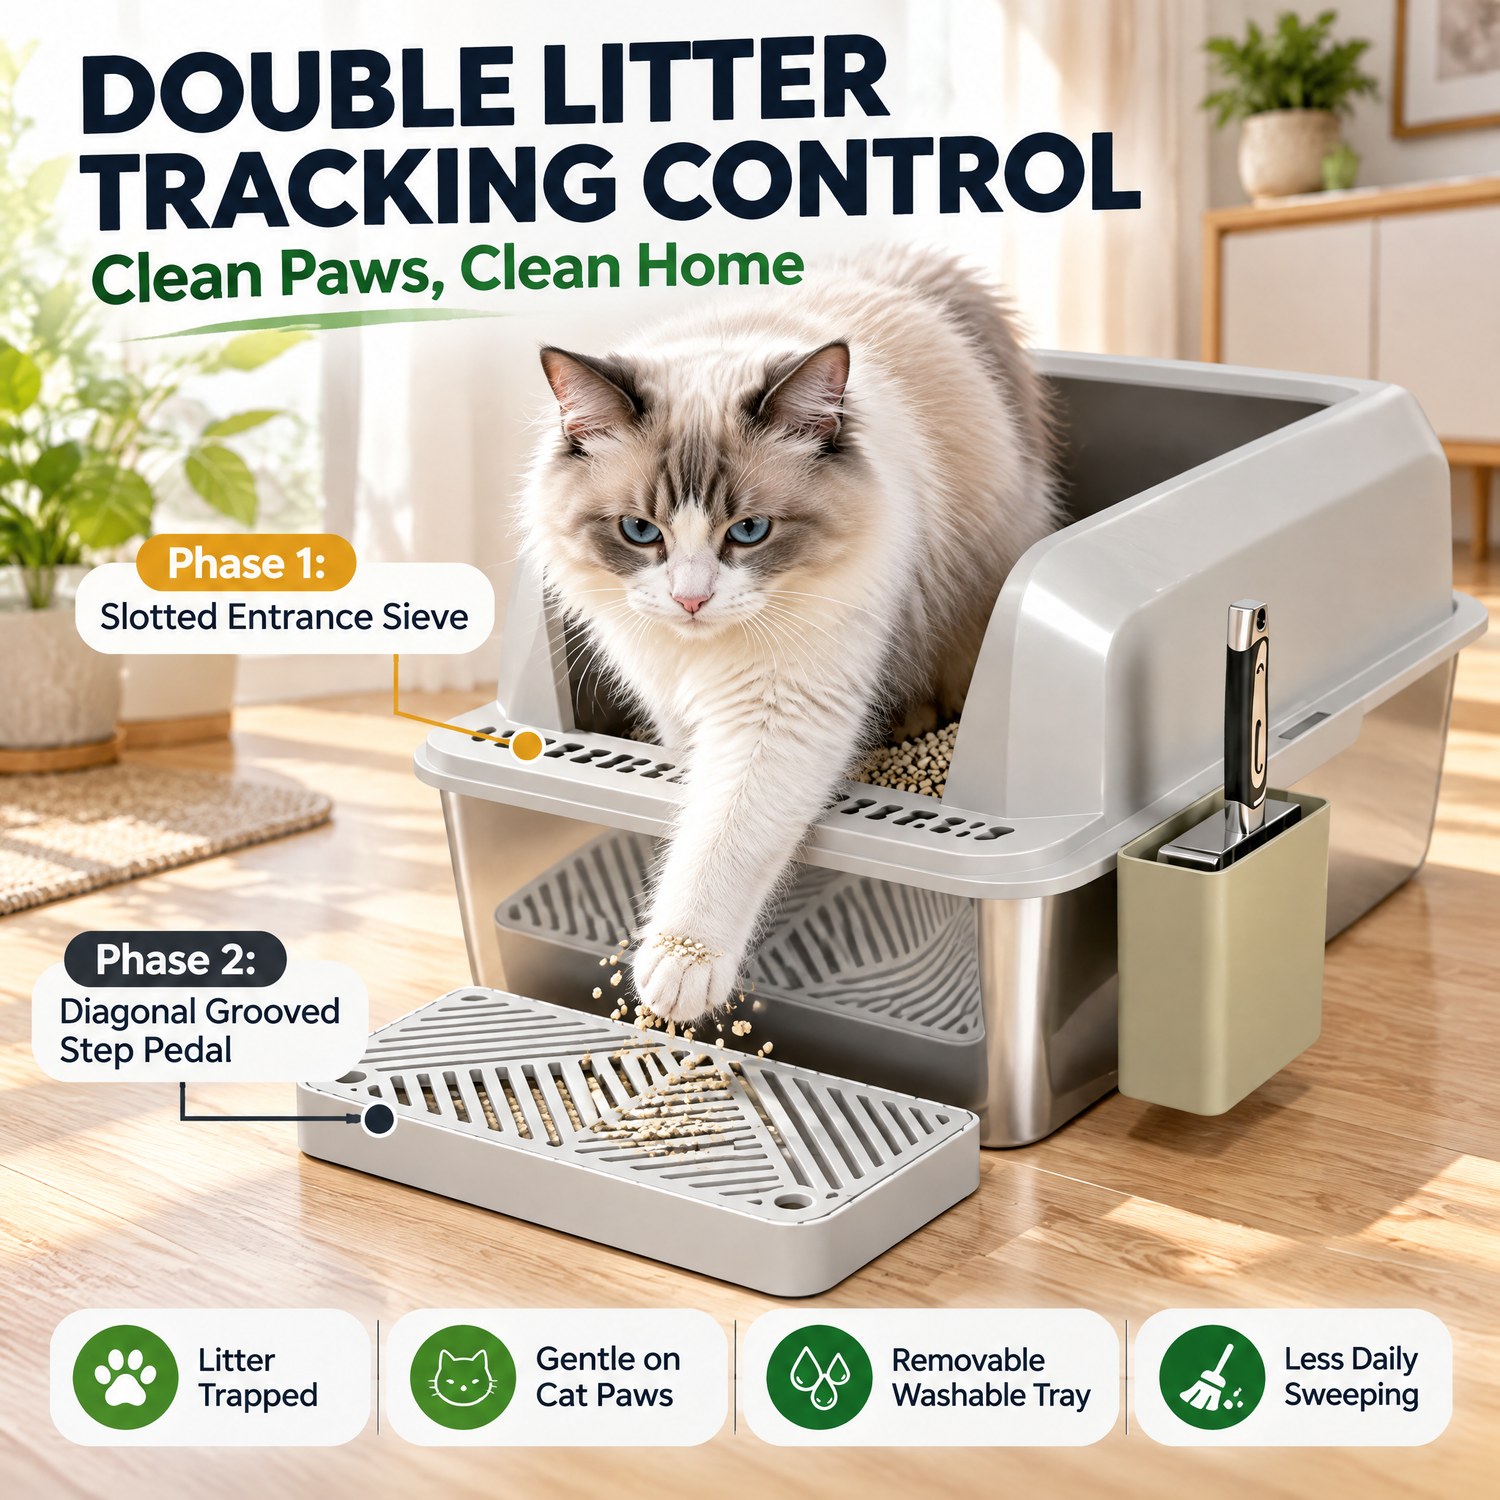 DOUBLE LITTER
TRACKING CONTROL
Clean Paws, Clean Home
Phase 1:
Slotted Entrance Sieve
Phase 2:
Diagonal Grooved
Step Pedal
Litter
Trapped
Gentle on
Cat Paws
Removable
Washable Tray
Less Daily
Sweeping